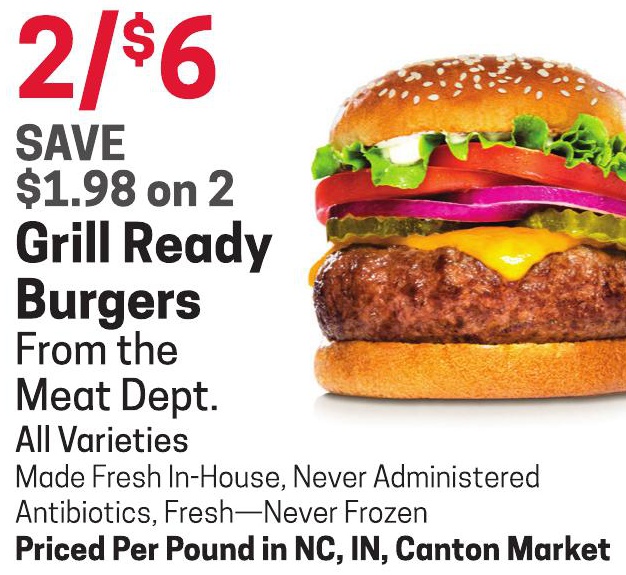 2/$6
SAVE
$1.98 on 2
Grill Ready
Burgers
From the
Meat Dept.
All Varieties
Made Fresh In-House, Never Administered
Antibiotics, Fresh—Never Frozen
Priced Per Pound in NC, IN, Canton Market